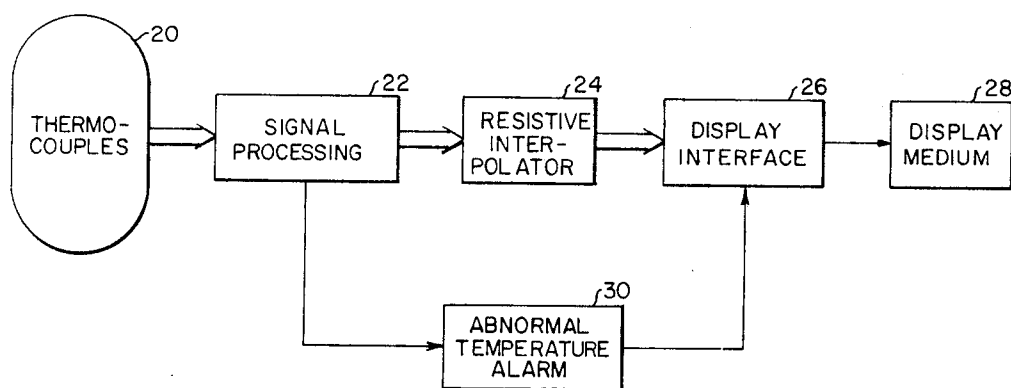 20
THERMO-
COUPLES
22
SIGNAL
PROCESSING
24
RESISTIVE
INTER-
POLATOR
26
DISPLAY
INTERFACE
28
DISPLAY
MEDIUM
30
ABNORMAL
TEMPERATURE
ALARM